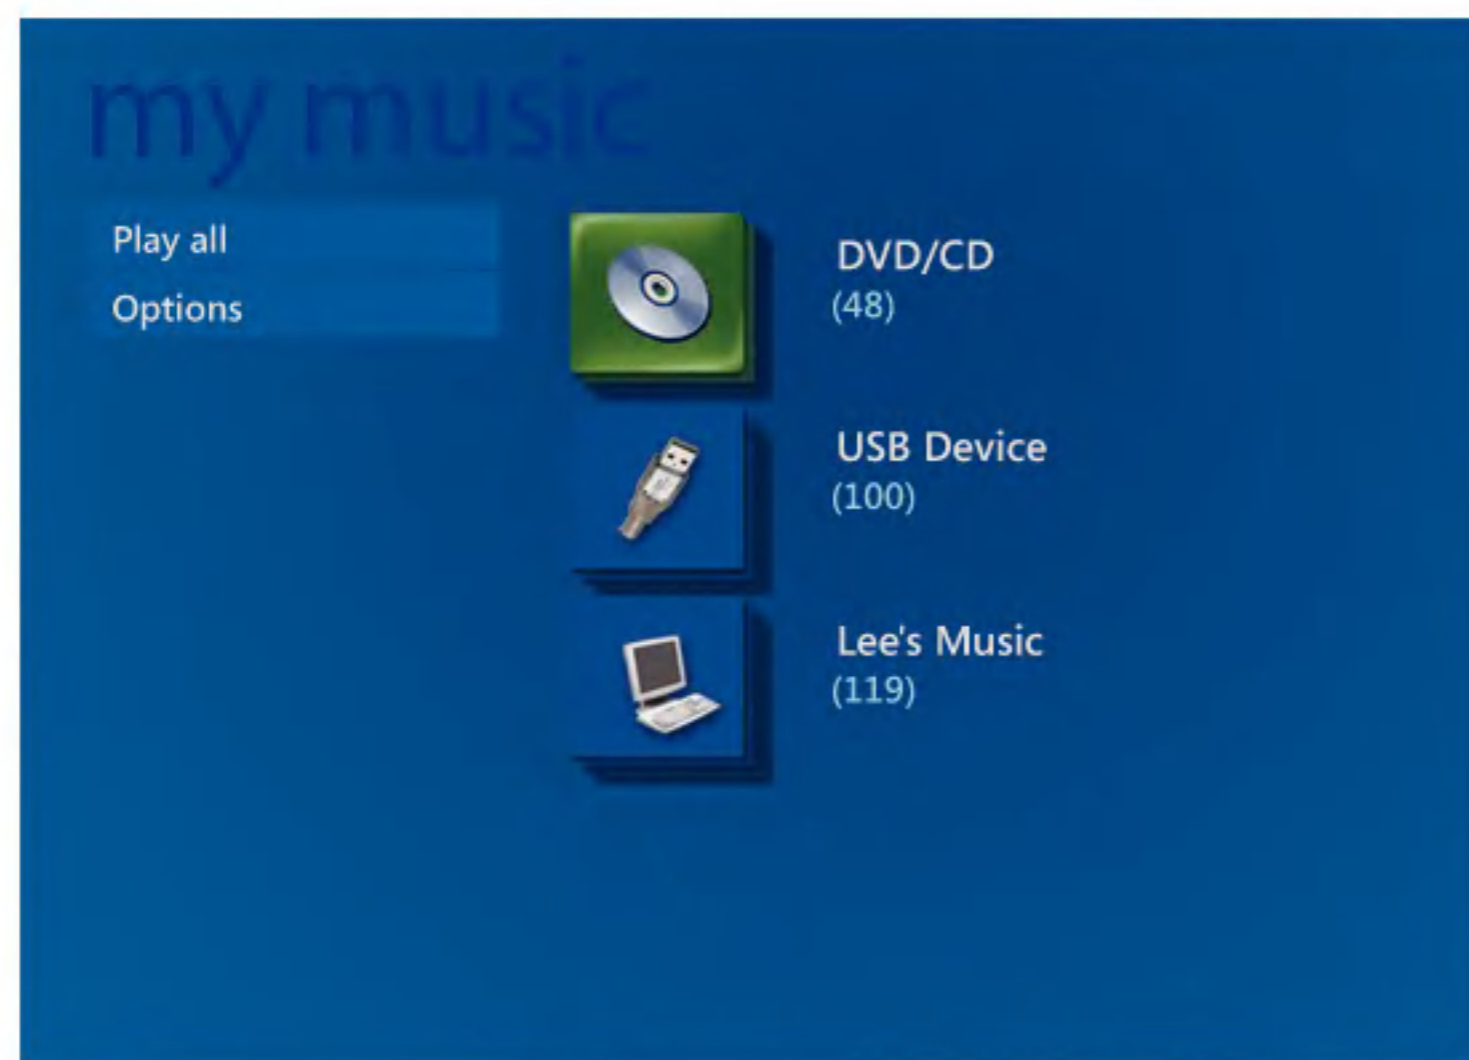 my music
Play all
Options
DVD/CD
(48)
USB Device
(100)
Lee's Music
(119)